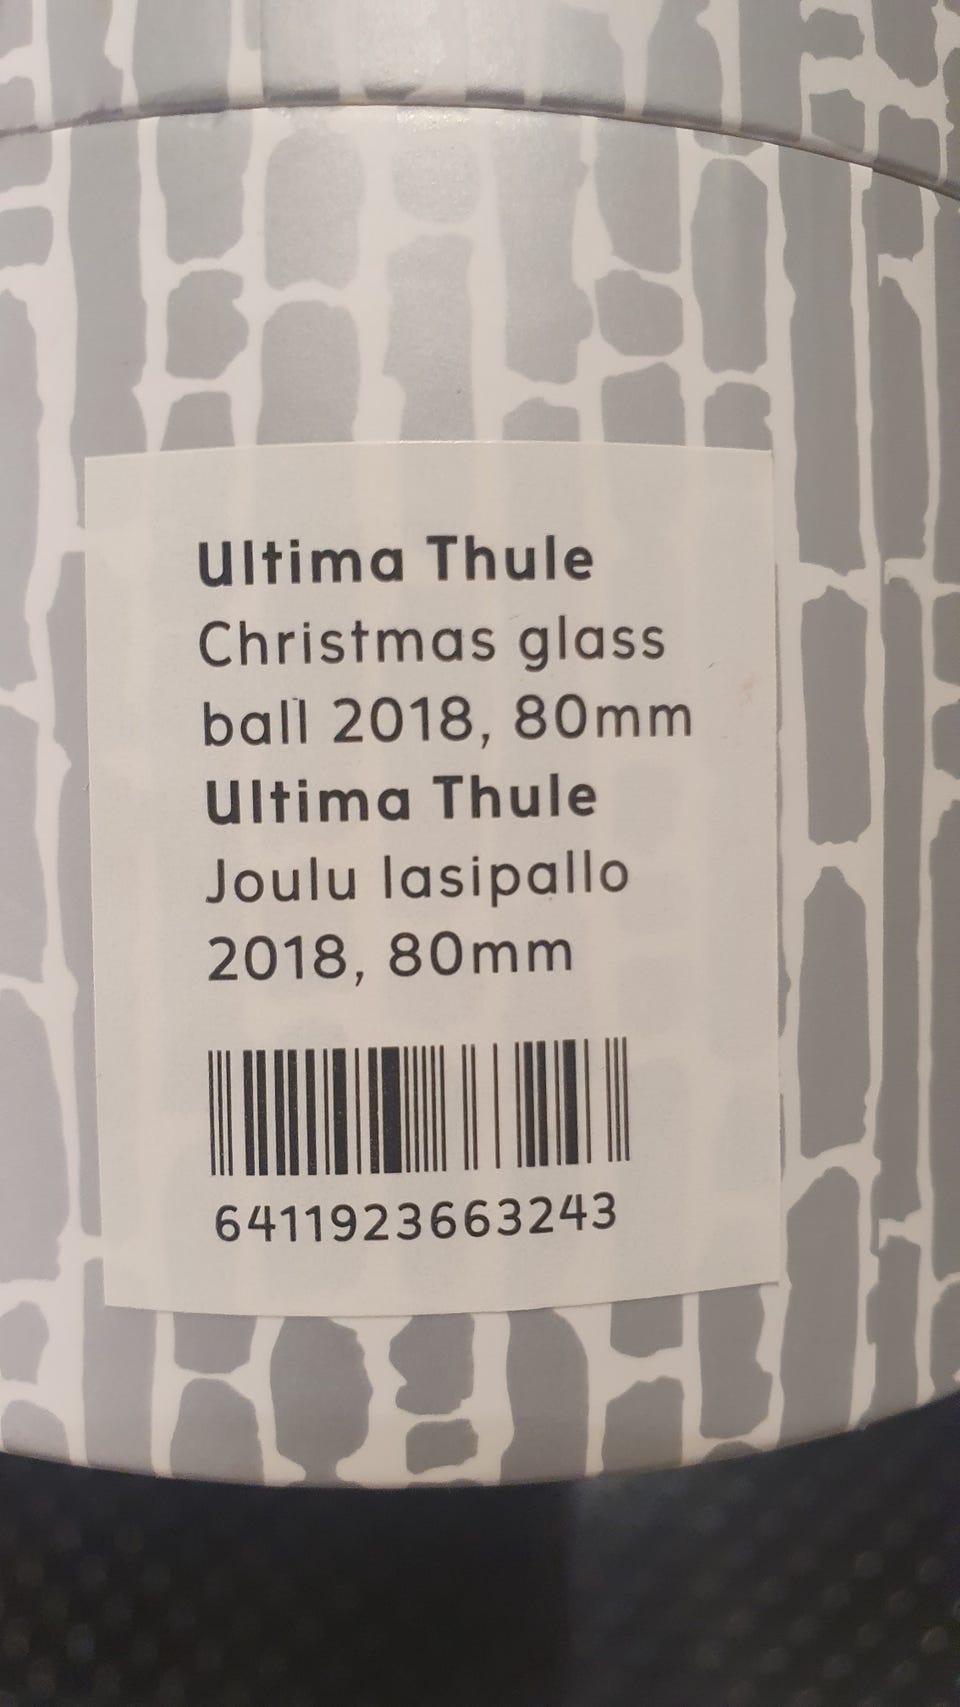 Ultima Thule
Christmas glass
ball 2018, 80mm
Ultima Thule
Joulu lasipallo
2018, 80mm
6411923663243